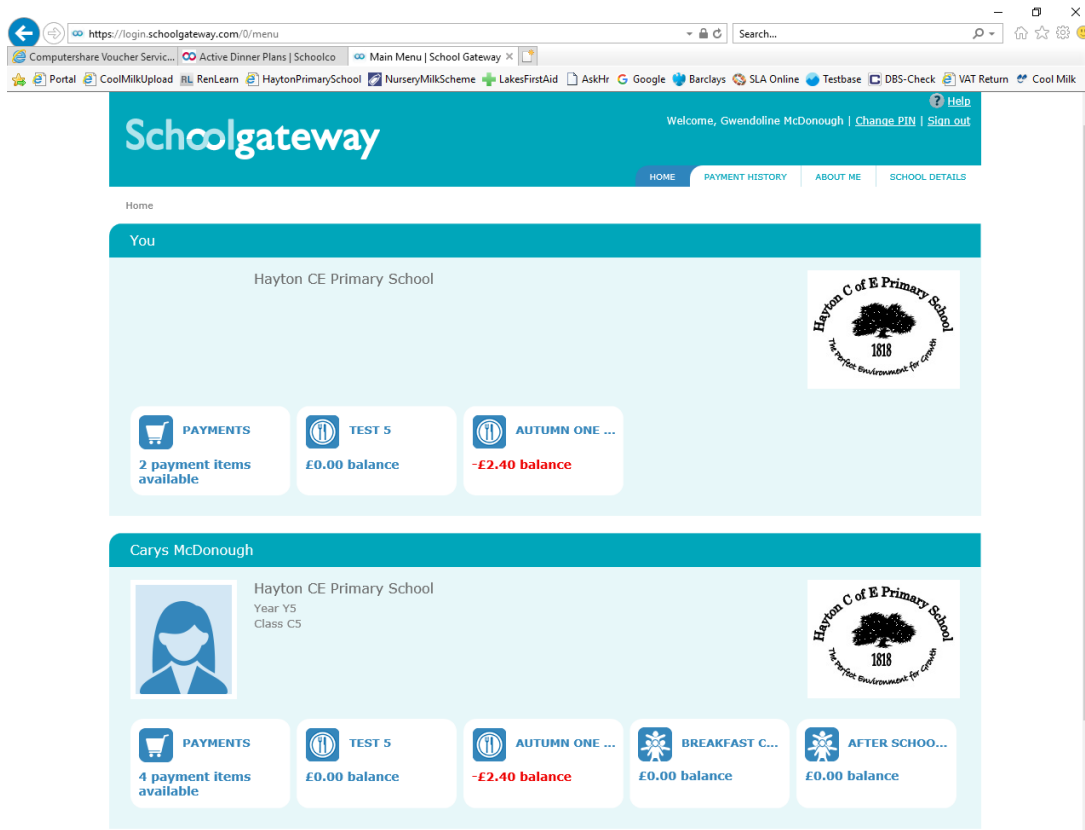 https://login.schoolgateway.com/0/menu
Search...
Computershare Voucher Servic...
Active Dinner Plans | Schoolco
Main Menu | School Gateway
Portal CoolMilkUpload RenLearn HaytonPrimarySchool NurseryMilkScheme LakesFirstAid AskHr Google Barclays SLA Online Testbase DBS-Check VAT Return Cool Milk
Help
Welcome, Gwendoline McDonough | Change PIN | Sign out
Schoolgateway
HOME PAYMENT HISTORY ABOUT ME SCHOOL DETAILS
Home
You
Hayton CE Primary School
Hayton C of E Primary School
1818
The Perfect Environment for Growth
PAYMENTS
2 payment items
available
TEST 5
£0.00 balance
AUTUMN ONE ...
-£2.40 balance
Carys McDonough
Hayton CE Primary School
Year Y5
Class C5
Hayton C of E Primary School
1818
The Perfect Environment for Growth
PAYMENTS
4 payment items
available
TEST 5
£0.00 balance
AUTUMN ONE ...
-£2.40 balance
BREAKFAST C...
£0.00 balance
AFTER SCHOO...
£0.00 balance